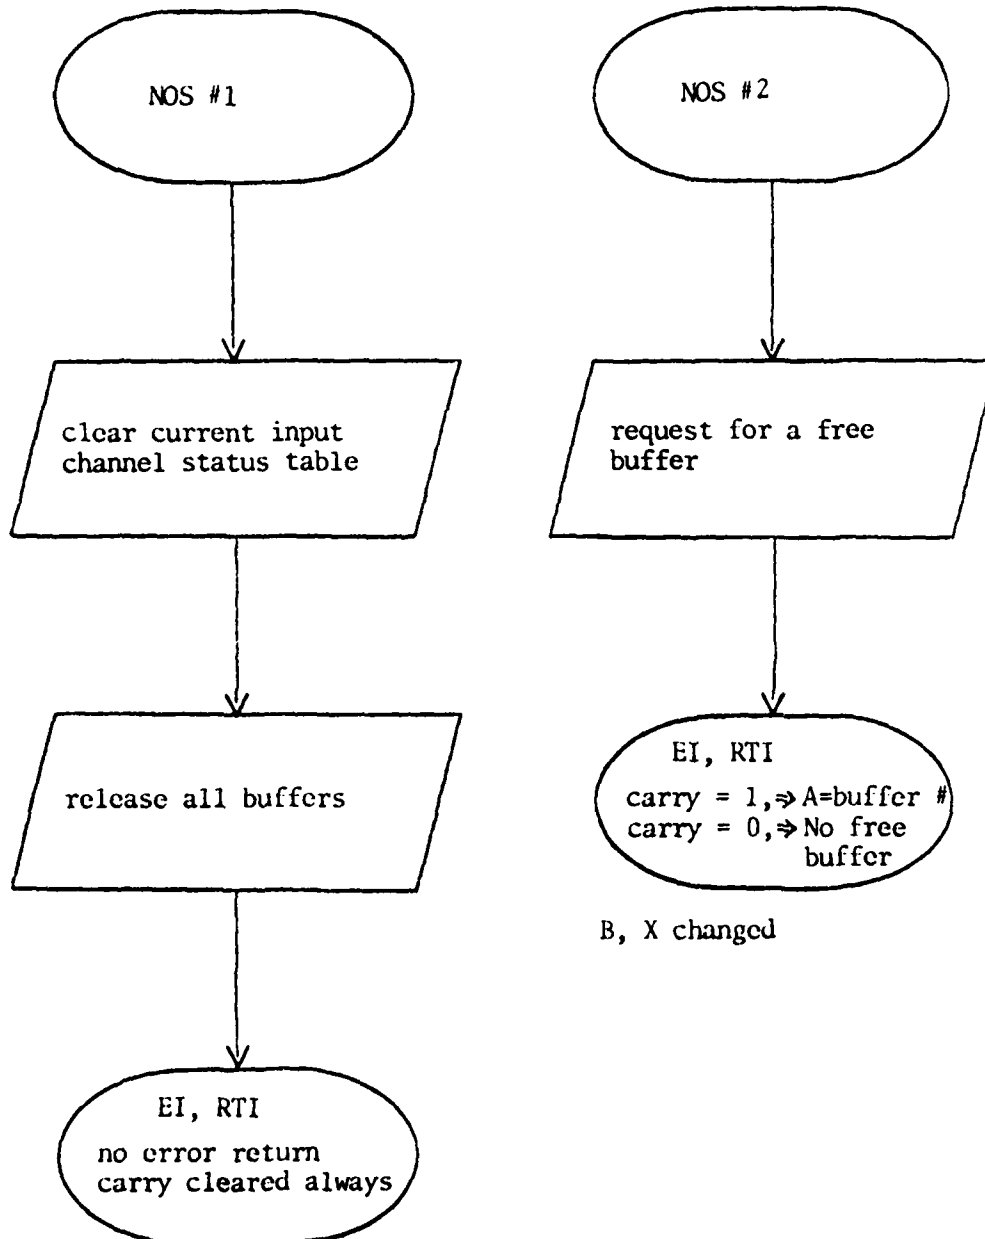 NOS #1
clear current input
channel status table
release all buffers
EI, RTI
no error return
carry cleared always
NOS #2
request for a free
buffer
EI, RTI
carry = 1,⇒ A=buffer #
carry = 0,⇒ No free
buffer
B, X changed